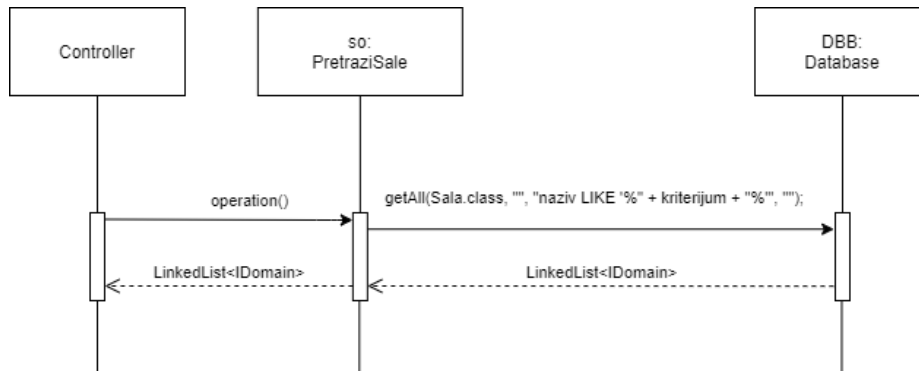 Controller
so:
PretraziSale
DBB:
Database
operation()
getAll(Sala.class, "", "naziv LIKE '%" + kriterijum + "%'", "");
LinkedList<IDomain>
LinkedList<IDomain>